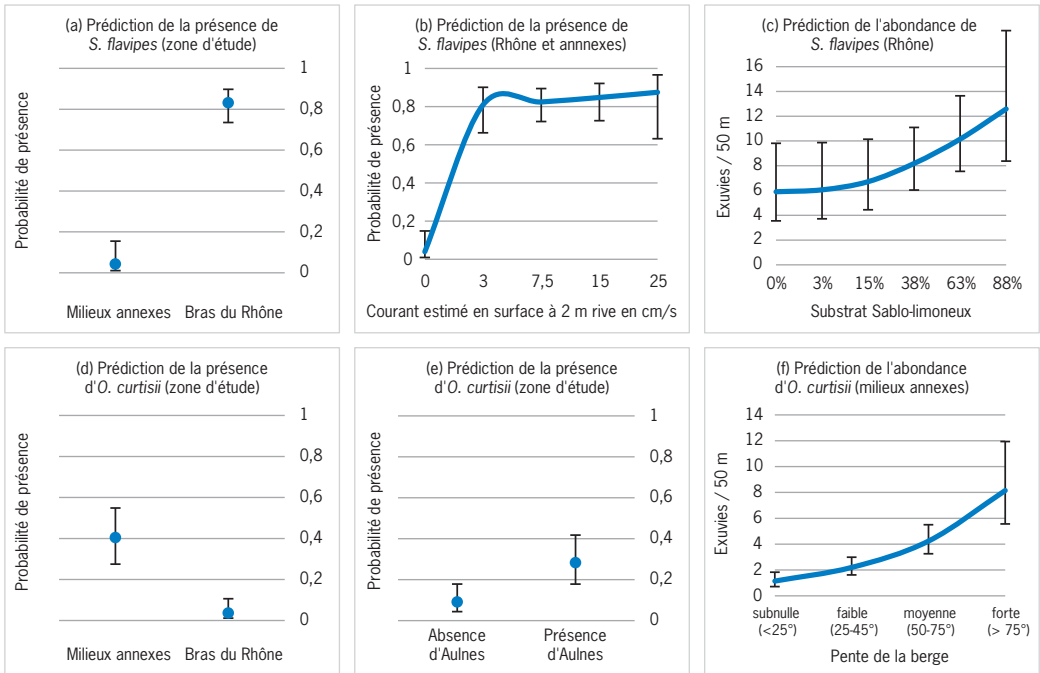 (a) Prédiction de la présence de
S. flavipes (zone d'étude)
Probabilité de présence
1
0,8
0,6
0,4
0,2
0
Milieux annexes Bras du Rhône
(b) Prédiction de la présence de
S. flavipes (Rhône et annnexes)
Probabilité de présence
1
0,8
0,6
0,4
0,2
0
0 3 7,5 15 25
Courant estimé en surface à 2 m rive en cm/s
(c) Prédiction de l'abondance de
S. flavipes (Rhône)
Exuvies / 50 m
16
14
12
10
8
6
4
2
0
0% 3% 15% 38% 63% 88%
Substrat Sablo-limoneux
(d) Prédiction de la présence
d'O. curtisii (zone d'étude)
Probabilité de présence
1
0,8
0,6
0,4
0,2
0
Milieux annexes Bras du Rhône
(e) Prédiction de la présence
d'O. curtisii (zone d'étude)
Probabilité de présence
1
0,8
0,6
0,4
0,2
0
Absence Présence
d'Aulnes d'Aulnes
(f) Prédiction de l'abondance
d'O. curtisii (milieux annexes)
Exuvies / 50 m
14
12
10
8
6
4
2
0
subnulle faible moyenne forte
(<25°) (25-45°) (50-75°) (> 75°)
Pente de la berge